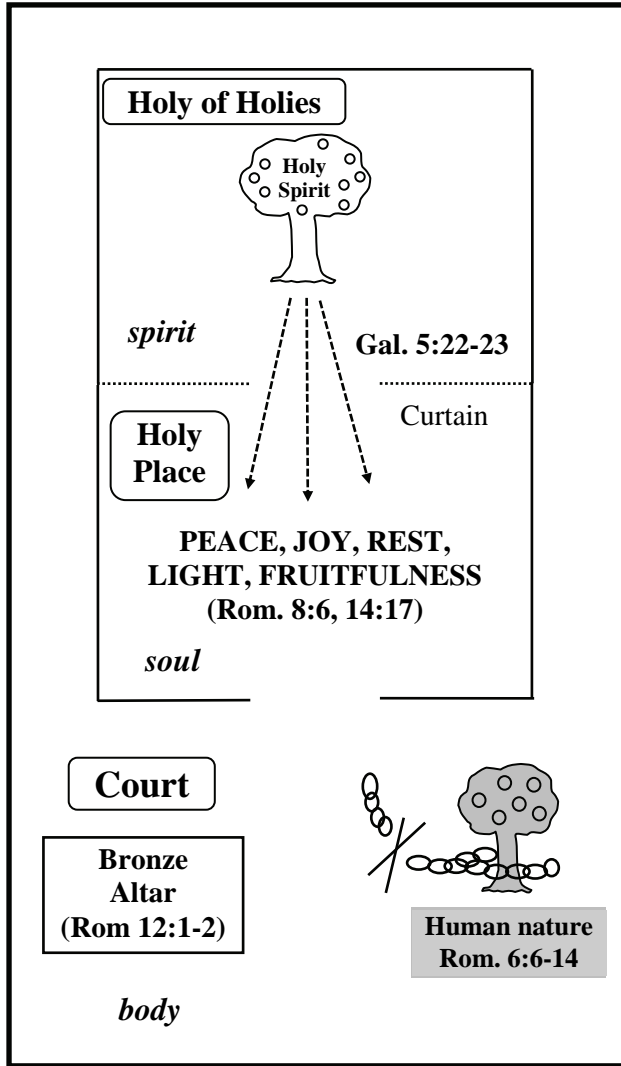 Holy of Holies
Holy
Spirit
spirit
Gal. 5:22-23
Curtain
Holy
Place
PEACE, JOY, REST,
LIGHT, FRUITFULNESS
(Rom. 8:6, 14:17)
soul
Court
Bronze
Altar
(Rom 12:1-2)
Human nature
Rom. 6:6-14
body